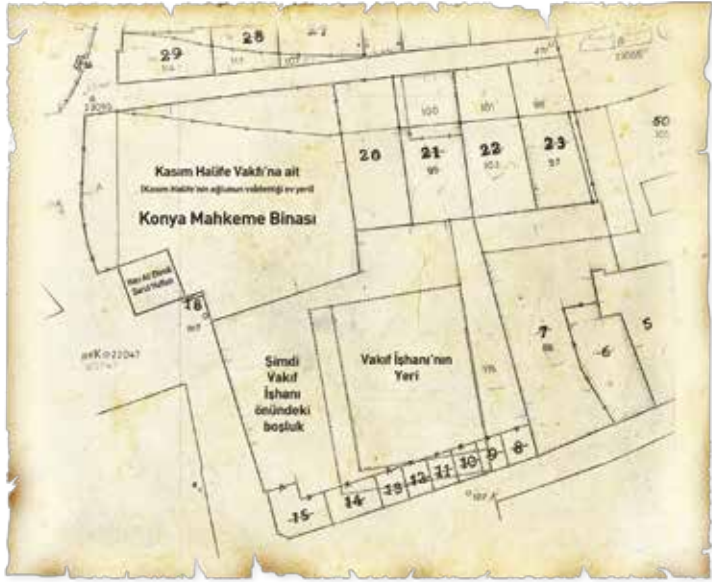 29
28
27
20
21
22
23
100
101
Kasım Halife Vakfı'na ait
(Kasım Halife'nin oğlunun vakfettiği ev yeri)
Konya Mahkeme Binası
18
7
6
5
Şimdi
Vakıf
İşhanı
önündeki
boşluk
Vakıf İşhanı'nın
Yeri
15
14
13
12
11
10
9
8